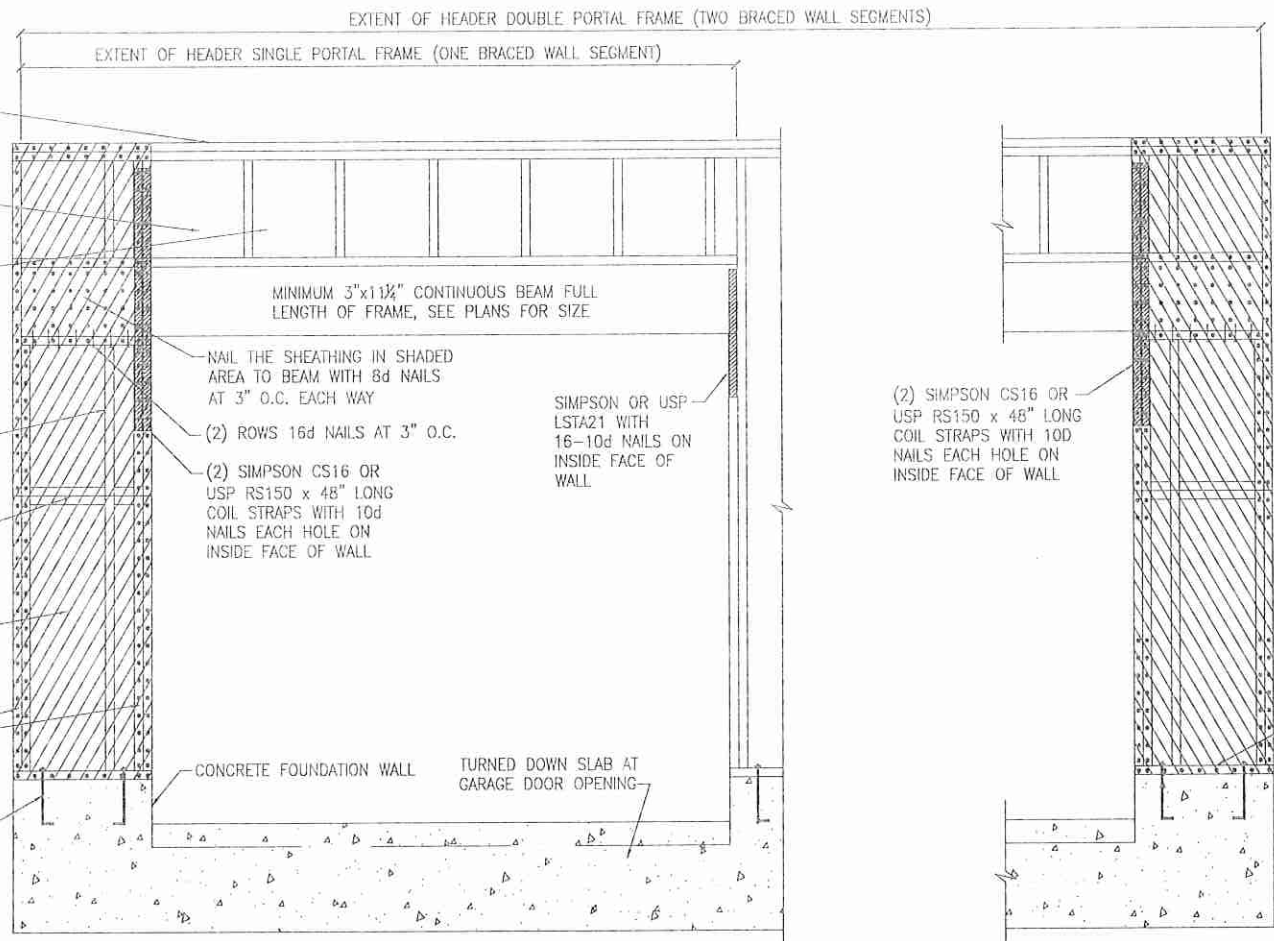 EXTENT OF HEADER DOUBLE PORTAL FRAME (TWO BRACED WALL SEGMENTS)
EXTENT OF HEADER SINGLE PORTAL FRAME (ONE BRACED WALL SEGMENT)
MINIMUM 3"x11¼" CONTINUOUS BEAM FULL
LENGTH OF FRAME, SEE PLANS FOR SIZE
NAIL THE SHEATHING IN SHADED
AREA TO BEAM WITH 8d NAILS
AT 3" O.C. EACH WAY
(2) ROWS 16d NAILS AT 3" O.C.
(2) SIMPSON CS16 OR
USP RS150 x 48" LONG
COIL STRAPS WITH 10d
NAILS EACH HOLE ON
INSIDE FACE OF WALL
SIMPSON OR USP
LSTA21 WITH
16-10d NAILS ON
INSIDE FACE OF
WALL
(2) SIMPSON CS16 OR
USP RS150 x 48" LONG
COIL STRAPS WITH 10D
NAILS EACH HOLE ON
INSIDE FACE OF WALL
CONCRETE FOUNDATION WALL
TURNED DOWN SLAB AT
GARAGE DOOR OPENING